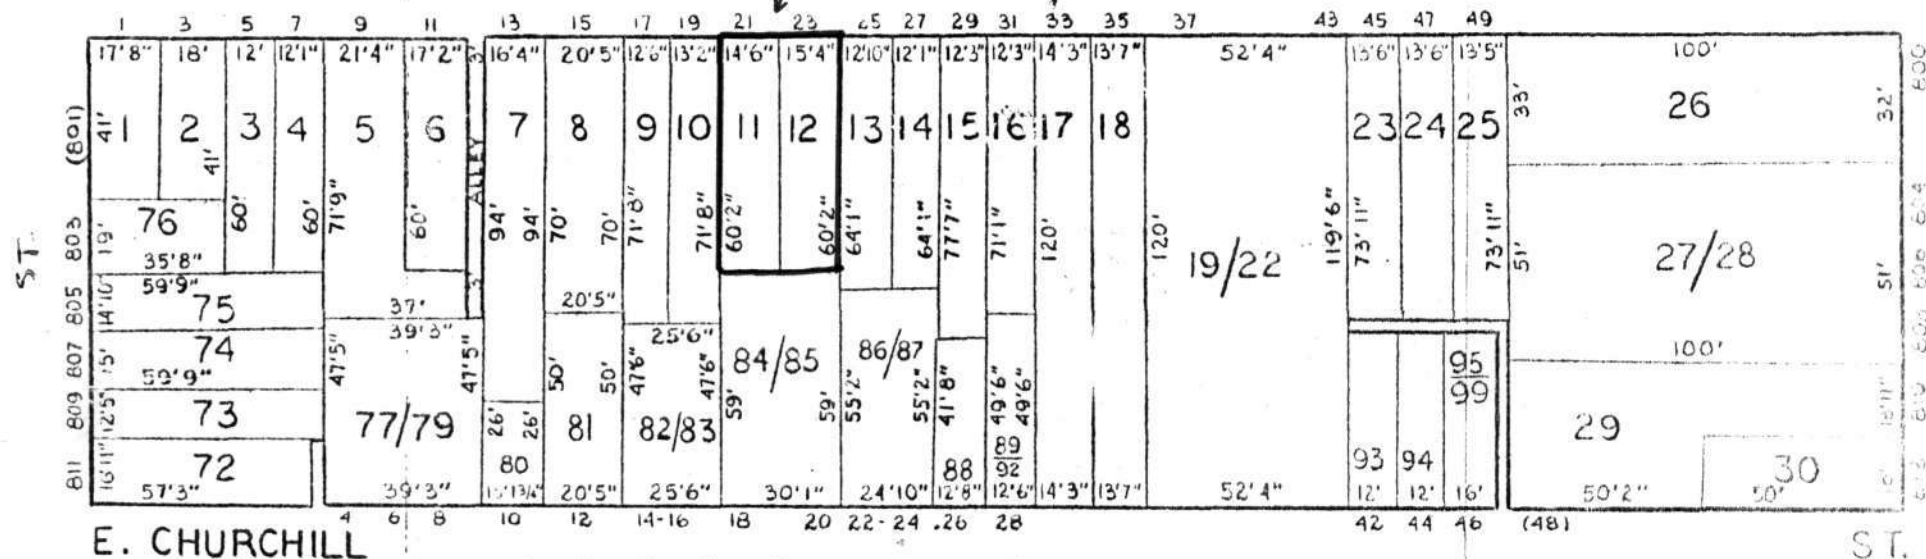 1 3 5 7 9 11 13 15 17 19 21 23 25 27 29 31 33 35 37 43 45 47 49
17'8" 18' 12' 12'1" 21'4" 17'2" 3' 16'4" 20'5" 12'6" 13'2" 14'6" 15'4" 12'10" 12'1" 12'3" 12'3" 14'3" 13'7" 52'4" 13'6" 13'6" 13'5" 100' 800
(801) 41' 1 2 3 4 5 6 7 8 9 10 11 12 13 14 15 16 17 18 23 24 25 33' 26 32'
41' ALLEY
60' 60' 71'9" 60' 94' 94' 70' 70' 71'8" 71'8" 60'2" 60'2" 64'1" 64'1" 77'7" 71'1" 120' 120' 119'6" 73'11" 73'11" 804
ST. 803 19' 76 35'8" 19/22 51' 27/28 51' 806
805 14'10" 59'9" 75 37' 3' 20'5"
39'3" 25'6" 808
807 15' 74 59'9" 47'5" 47'5" 50' 50' 47'6" 47'6" 84/85 86/87 95/99 100'
809 12'5" 73 77/79 26' 26' 81 82/83 59' 59' 55'2" 55'2" 41'8" 49'6" 49'6" 29 810
811 16'11" 72 80 88 89/92 93 94 30 16'
57'3" 39'3" 15'1¾" 20'5" 25'6" 30'1" 24'10" 12'8" 12'6" 14'3" 13'7" 52'4" 12' 12' 16' 50'2" 50'
4 6 8 10 12 14-16 18 20 22-24 .26 28 42 44 46 (48)
E. CHURCHILL ST.